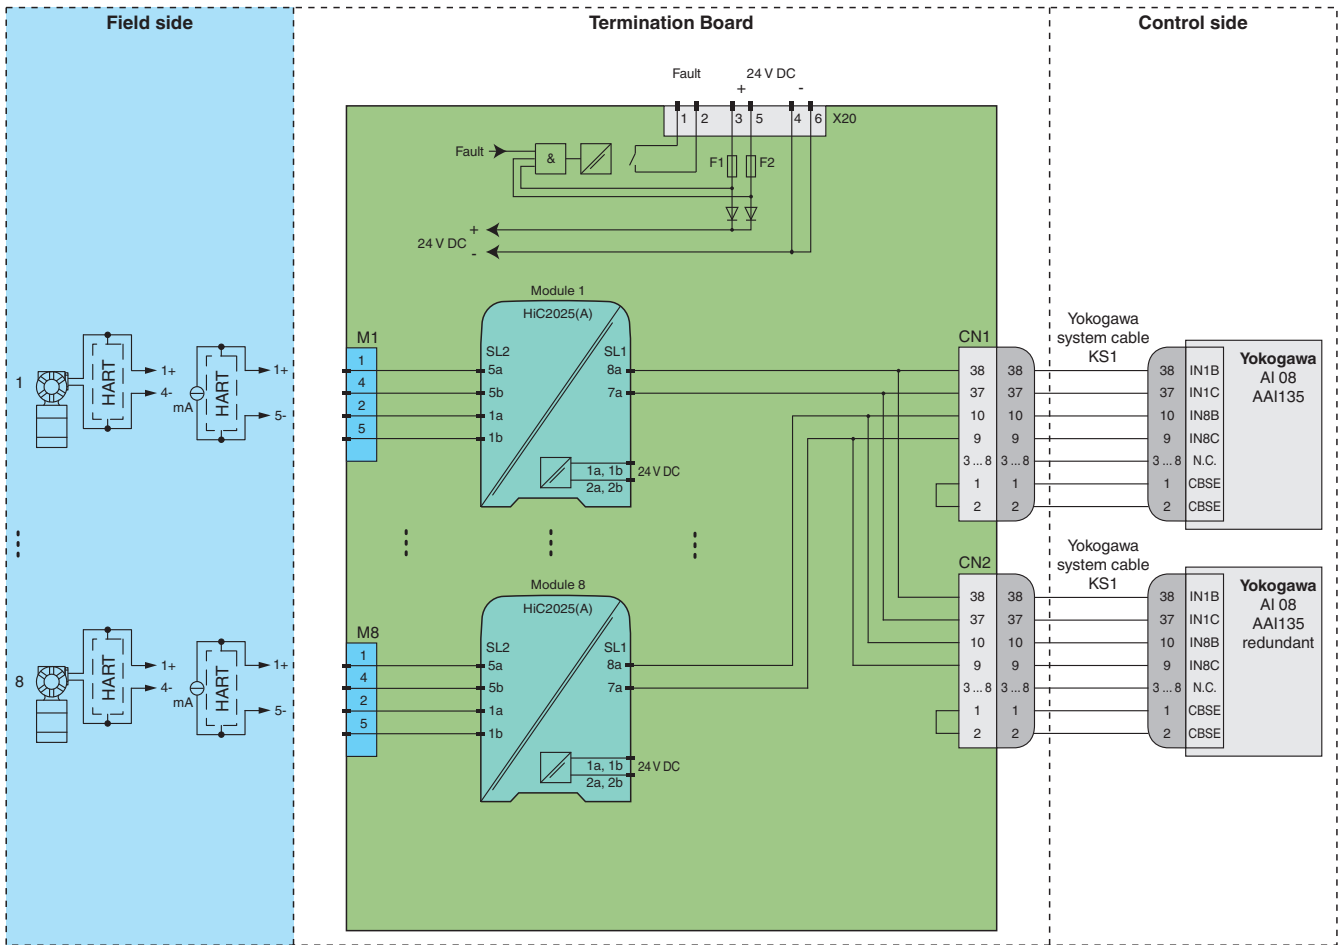 Field side
Termination Board
Control side
Fault
24 V DC
+ -
1 2 3 5 4 6 X20
Fault
&
F1 F2
+
24 V DC
-
1
HART
1+
4-
mA
HART
1+
5-
M1
1
4
2
5
Module 1
HiC2025(A)
SL2 SL1
5a 8a
5b 7a
1a
1b
1a, 1b
2a, 2b
24 V DC
CN1
38 38
37 37
10 10
9 9
3 ... 8 3 ... 8
1 1
2 2
Yokogawa
system cable
KS1
38 IN1B
37 IN1C
10 IN8B
9 IN8C
3 ... 8 N.C.
1 CBSE
2 CBSE
Yokogawa
AI 08
AAI135
8
HART
1+
4-
mA
HART
1+
5-
M8
1
4
2
5
Module 8
HiC2025(A)
SL2 SL1
5a 8a
5b 7a
1a
1b
1a, 1b
2a, 2b
24 V DC
CN2
38 38
37 37
10 10
9 9
3 ... 8 3 ... 8
1 1
2 2
Yokogawa
system cable
KS1
38 IN1B
37 IN1C
10 IN8B
9 IN8C
3 ... 8 N.C.
1 CBSE
2 CBSE
Yokogawa
AI 08
AAI135
redundant